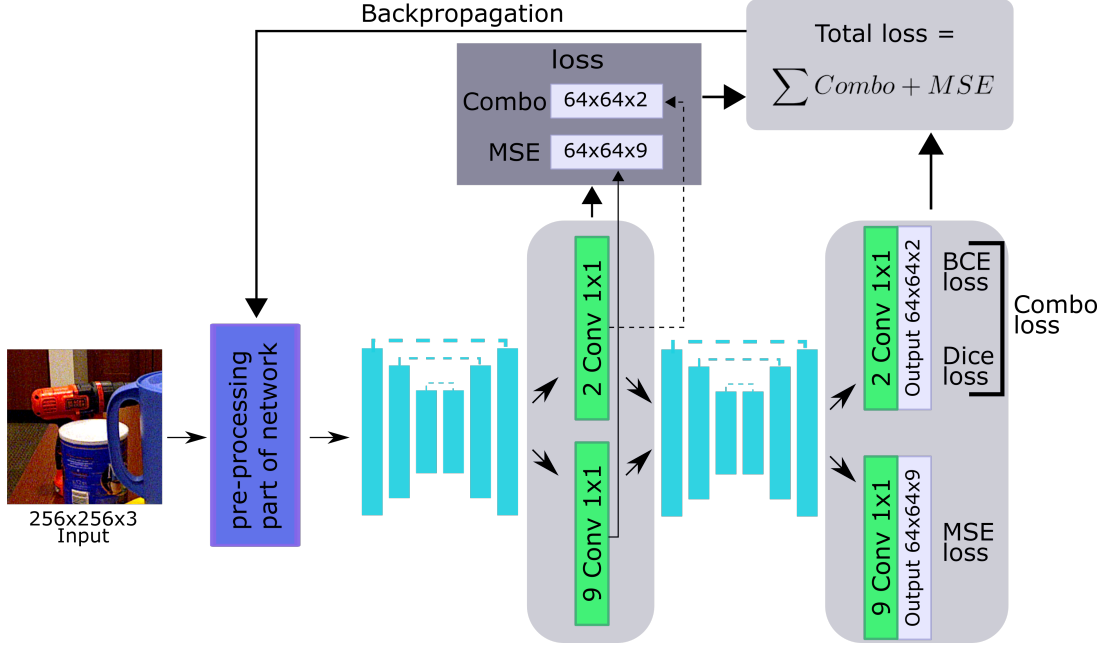 Backpropagation
Total loss =
∑ Combo + MSE
loss
Combo
64x64x2
MSE
64x64x9
256x256x3
Input
pre-processing
part of network
2 Conv 1x1
9 Conv 1x1
2 Conv 1x1
Output 64x64x2
BCE
loss
Dice
loss
Combo
loss
9 Conv 1x1
Output 64x64x9
MSE
loss